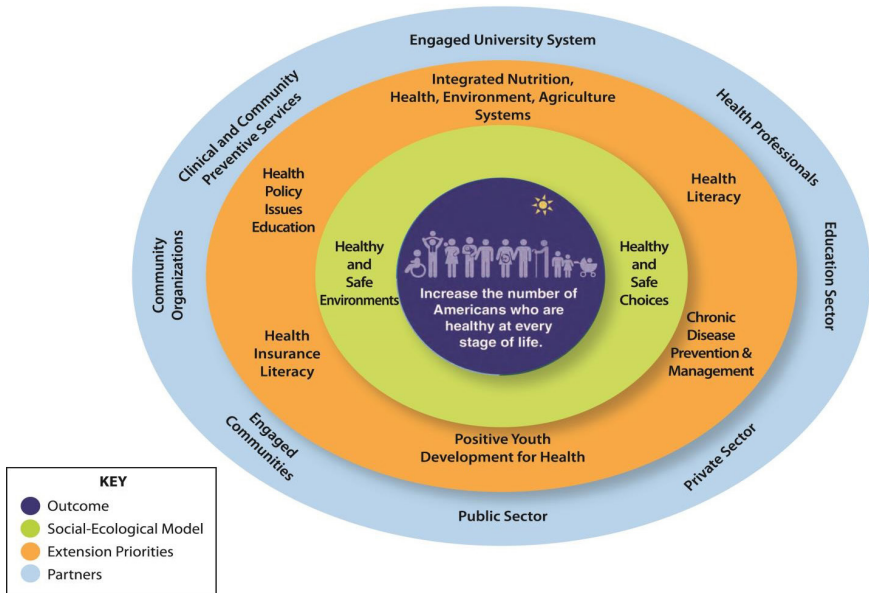 Engaged University System
Integrated Nutrition,
Health, Environment, Agriculture
Systems
Clinical and Community
Preventive Services
Health Professionals
Health
Policy
Issues
Education
Health
Literacy
Community
Organizations
Healthy
and
Safe
Environments
Increase the number of
Americans who are
healthy at every
stage of life.
Healthy
and
Safe
Choices
Education Sector
Health
Insurance
Literacy
Chronic
Disease
Prevention &
Management
Engaged
Communities
Positive Youth
Development for Health
Private Sector
Public Sector
KEY
Outcome
Social-Ecological Model
Extension Priorities
Partners